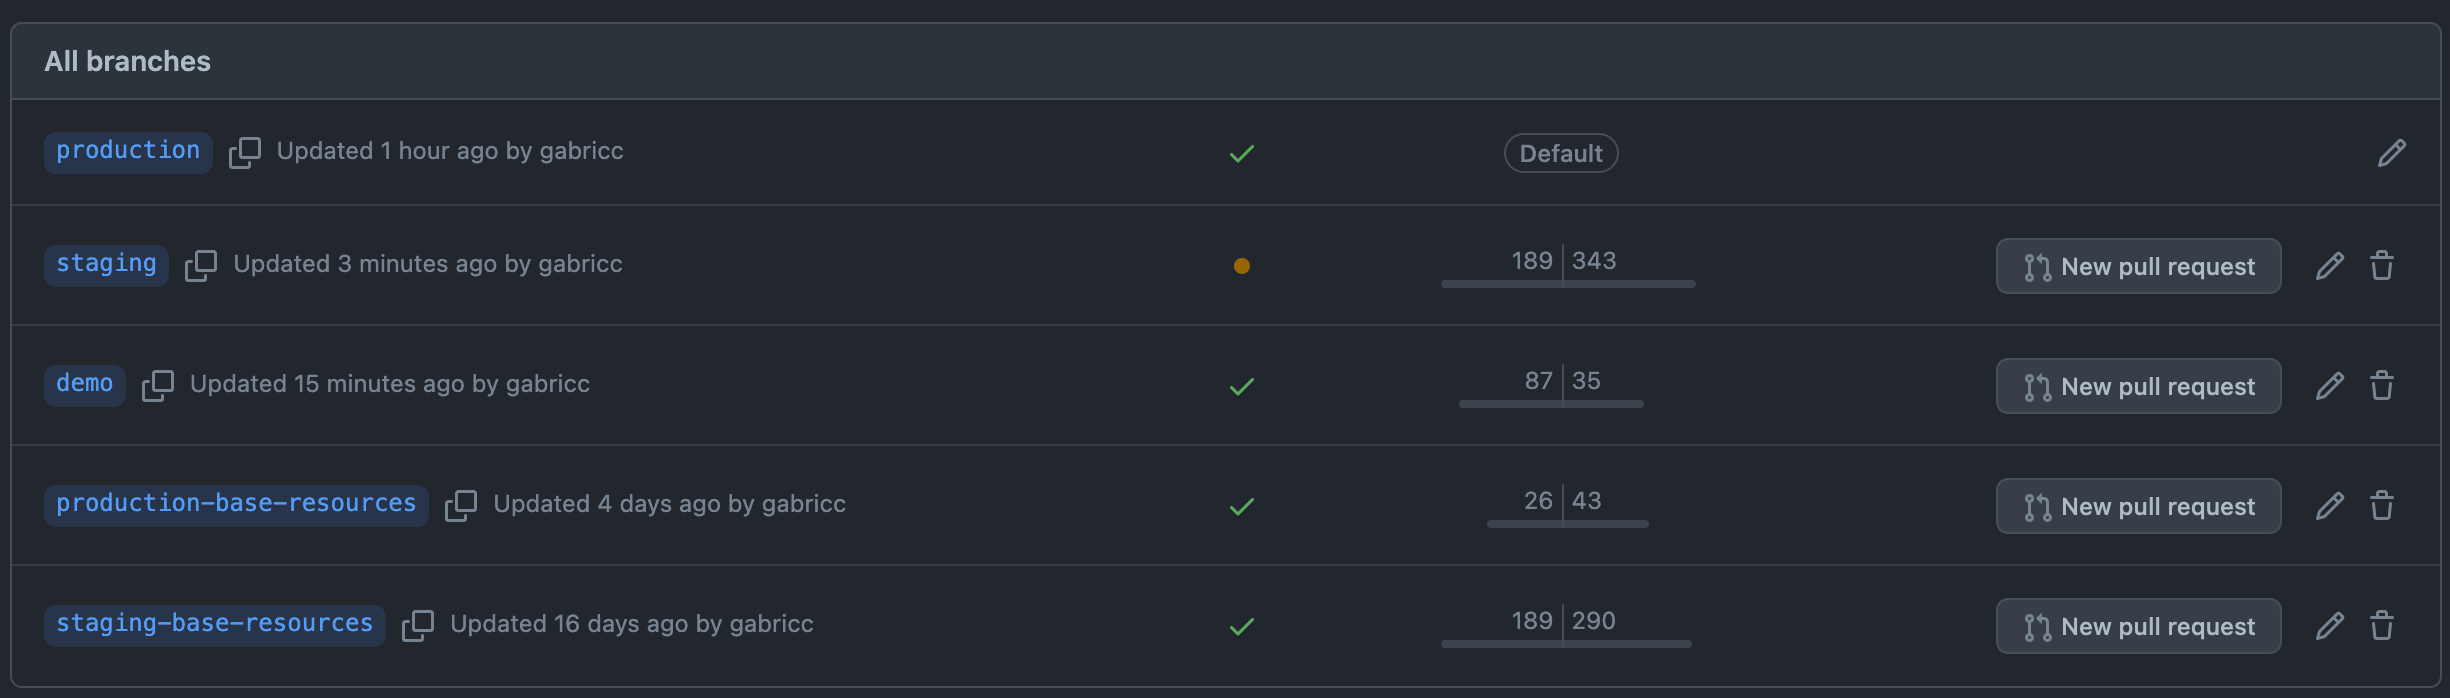 All branches
production Updated 1 hour ago by gabricc Default
staging Updated 3 minutes ago by gabricc 189 343 New pull request
demo Updated 15 minutes ago by gabricc 87 35 New pull request
production-base-resources Updated 4 days ago by gabricc 26 43 New pull request
staging-base-resources Updated 16 days ago by gabricc 189 290 New pull request